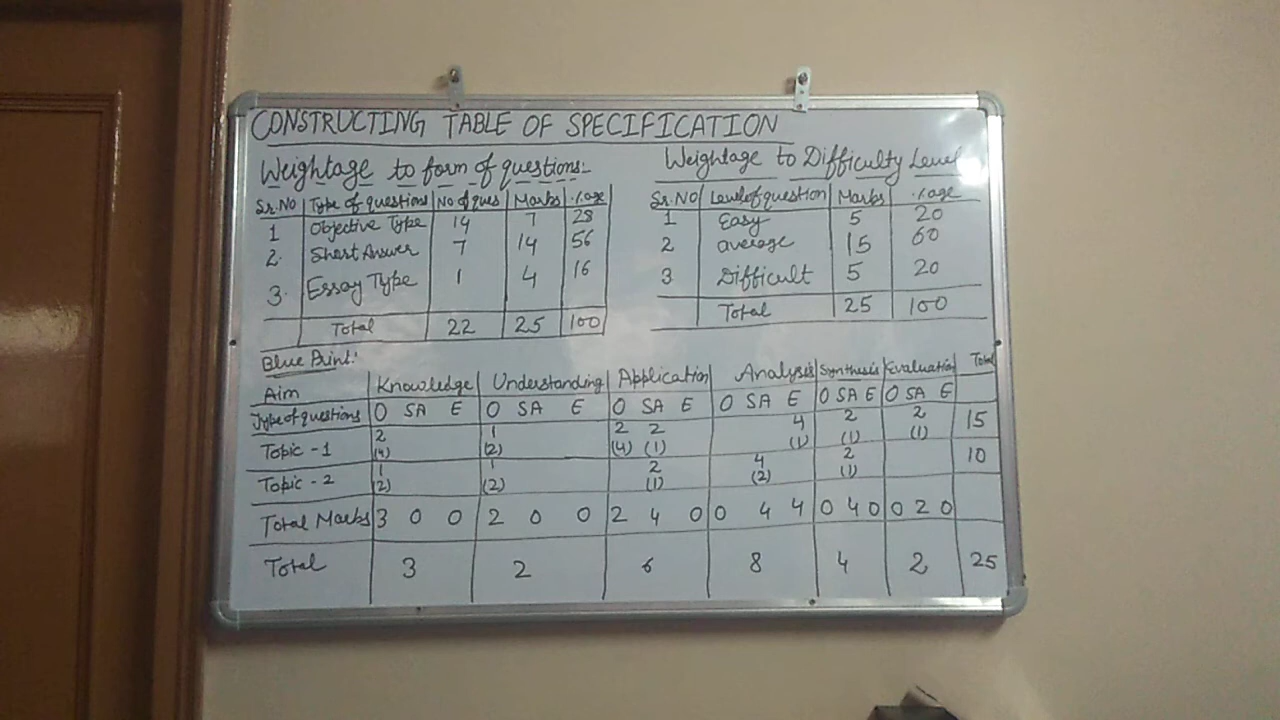 CONSTRUCTING TABLE OF SPECIFICATION
Weightage to form of questions:-
Sr.No Type of questions No of ques Marks %age
1 Objective Type 14 7 28
2. Short Answer 7 14 56
3. Essay Type 1 4 16
Total 22 25 100
Weightage to Difficulty Level
Sr.No Level of question Marks %age
1 Easy 5 20
2 average 15 60
3 Difficult 5 20
Total 25 100
Blue Print:
Aim Knowledge Understanding Application Analysis Synthesis Evaluation Total
Type of questions O SA E O SA E O SA E O SA E O SA E O SA E
Topic - 1 2 (4) 1 (2) 2 (4) 2 (1) 4 (1) 2 (1) 2 (1) 15
Topic - 2 1 (2) 1 (2) 2 (1) 4 (2) 2 (1) 10
Total Marks 3 0 0 2 0 0 2 4 0 0 4 4 0 4 0 0 2 0
Total 3 2 6 8 4 2 25